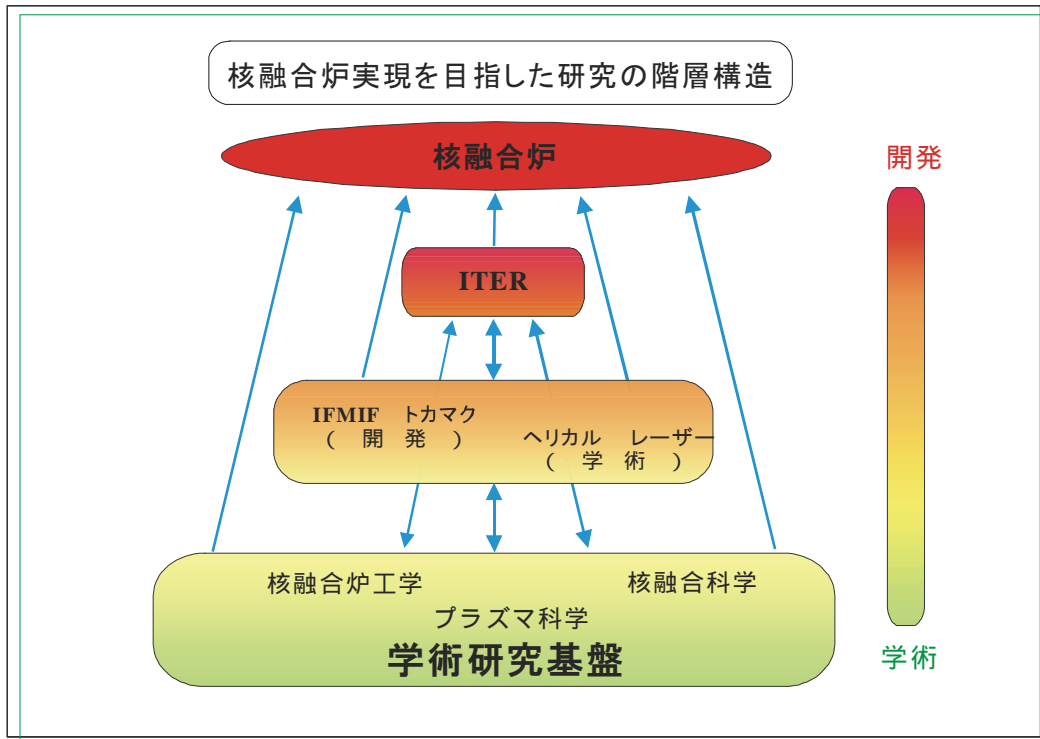 核融合炉実現を目指した研究の階層構造
核融合炉
開発
ITER
IFMIF トカマク
( 開 発 )
ヘリカル レーザー
( 学 術 )
核融合炉工学 核融合科学
プラズマ科学
学術研究基盤
学術